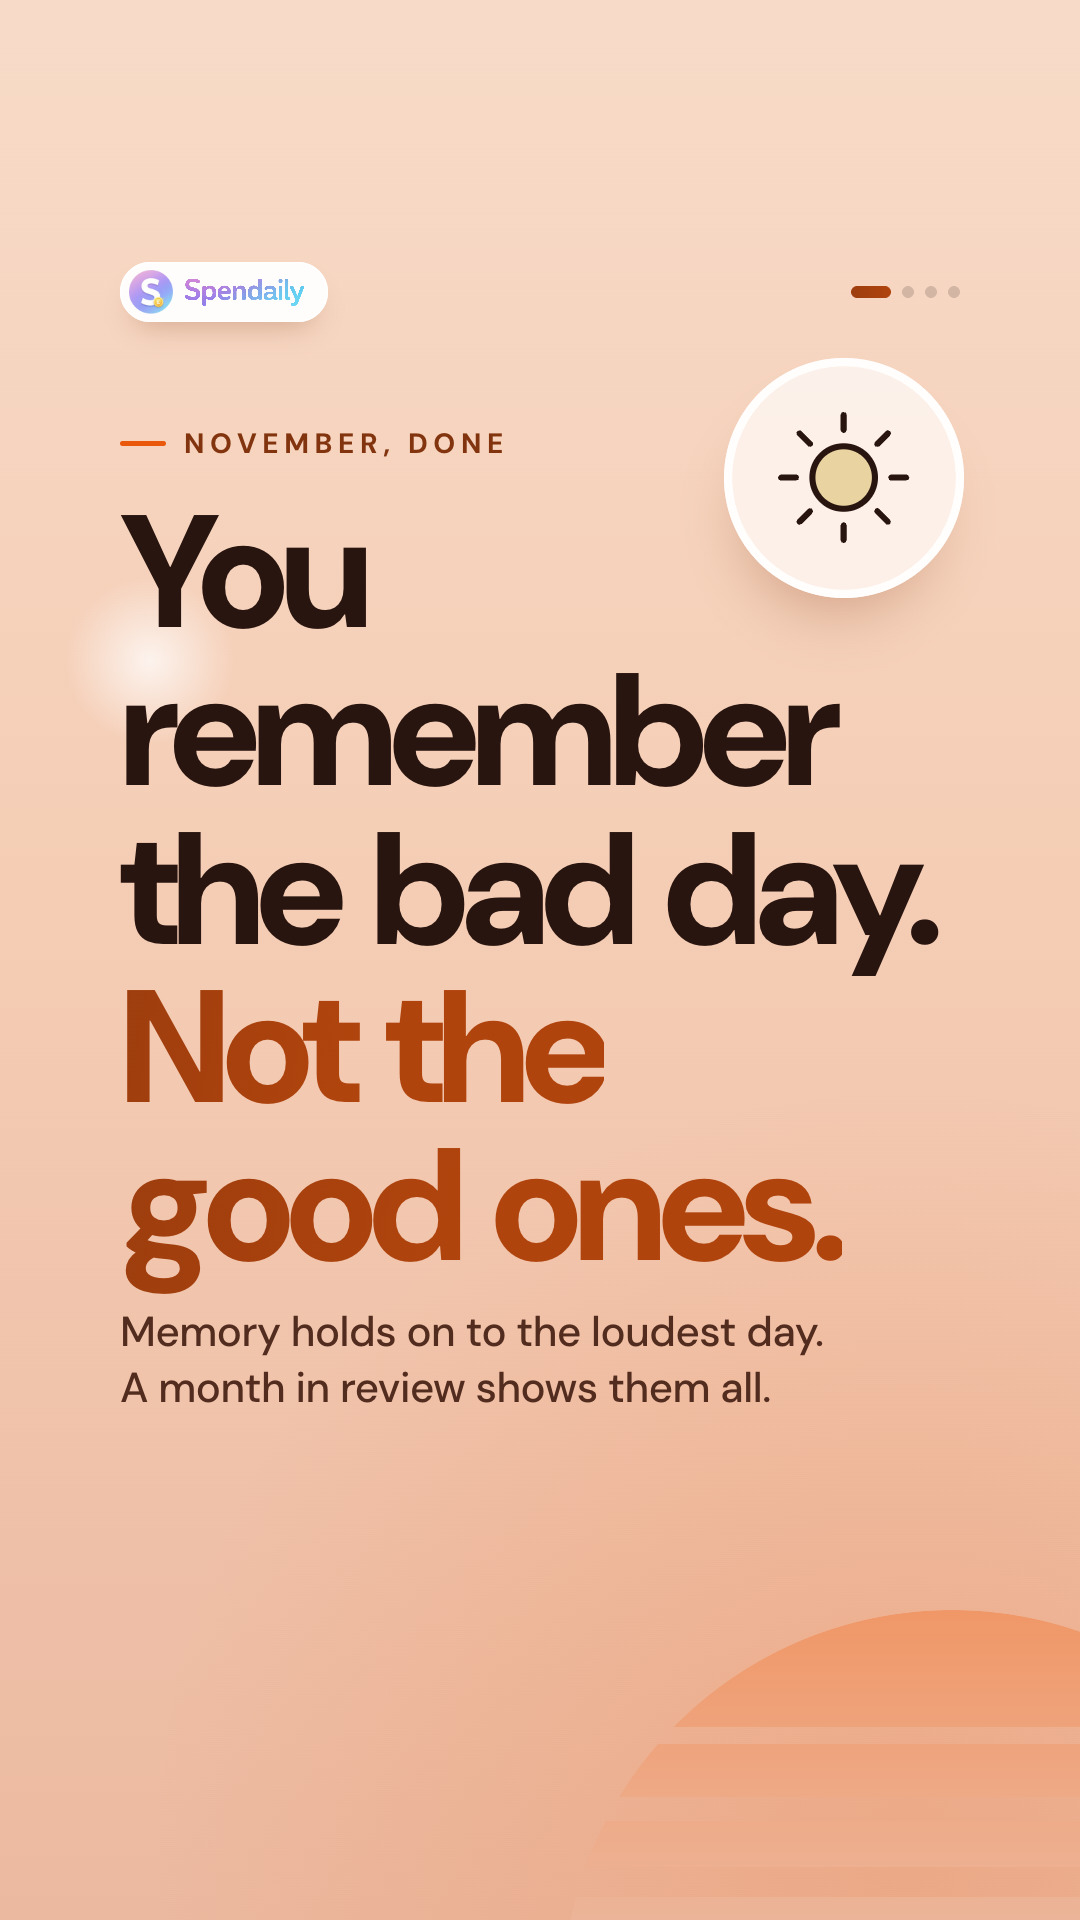 Spendaily
NOVEMBER, DONE
You
remember
the bad day.
Not the
good ones.
Memory holds on to the loudest day.
A month in review shows them all.